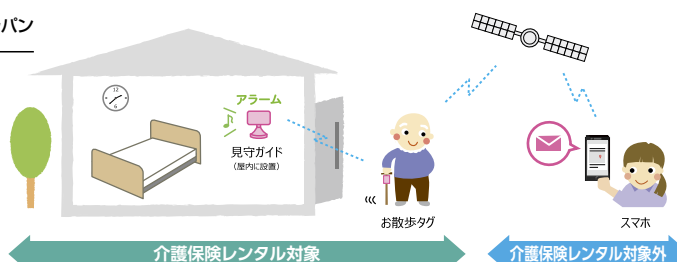 パン
12
6
アラーム
見守ガイド
（屋内に設置）
お散歩タグ
スマホ
介護保険レンタル対象
介護保険レンタル対象外